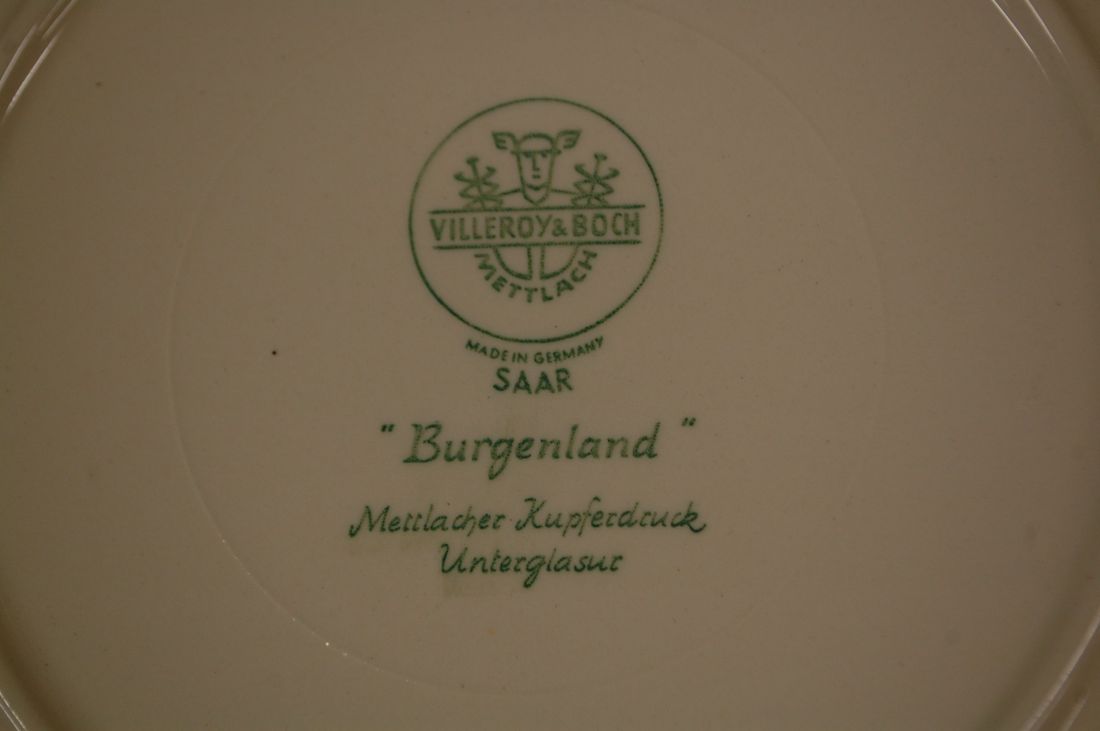 VILLEROY & BOCH
METTLACH
MADE IN GERMANY
SAAR
"Burgenland"
Mettlacher Kupferdruck
Unterglasur